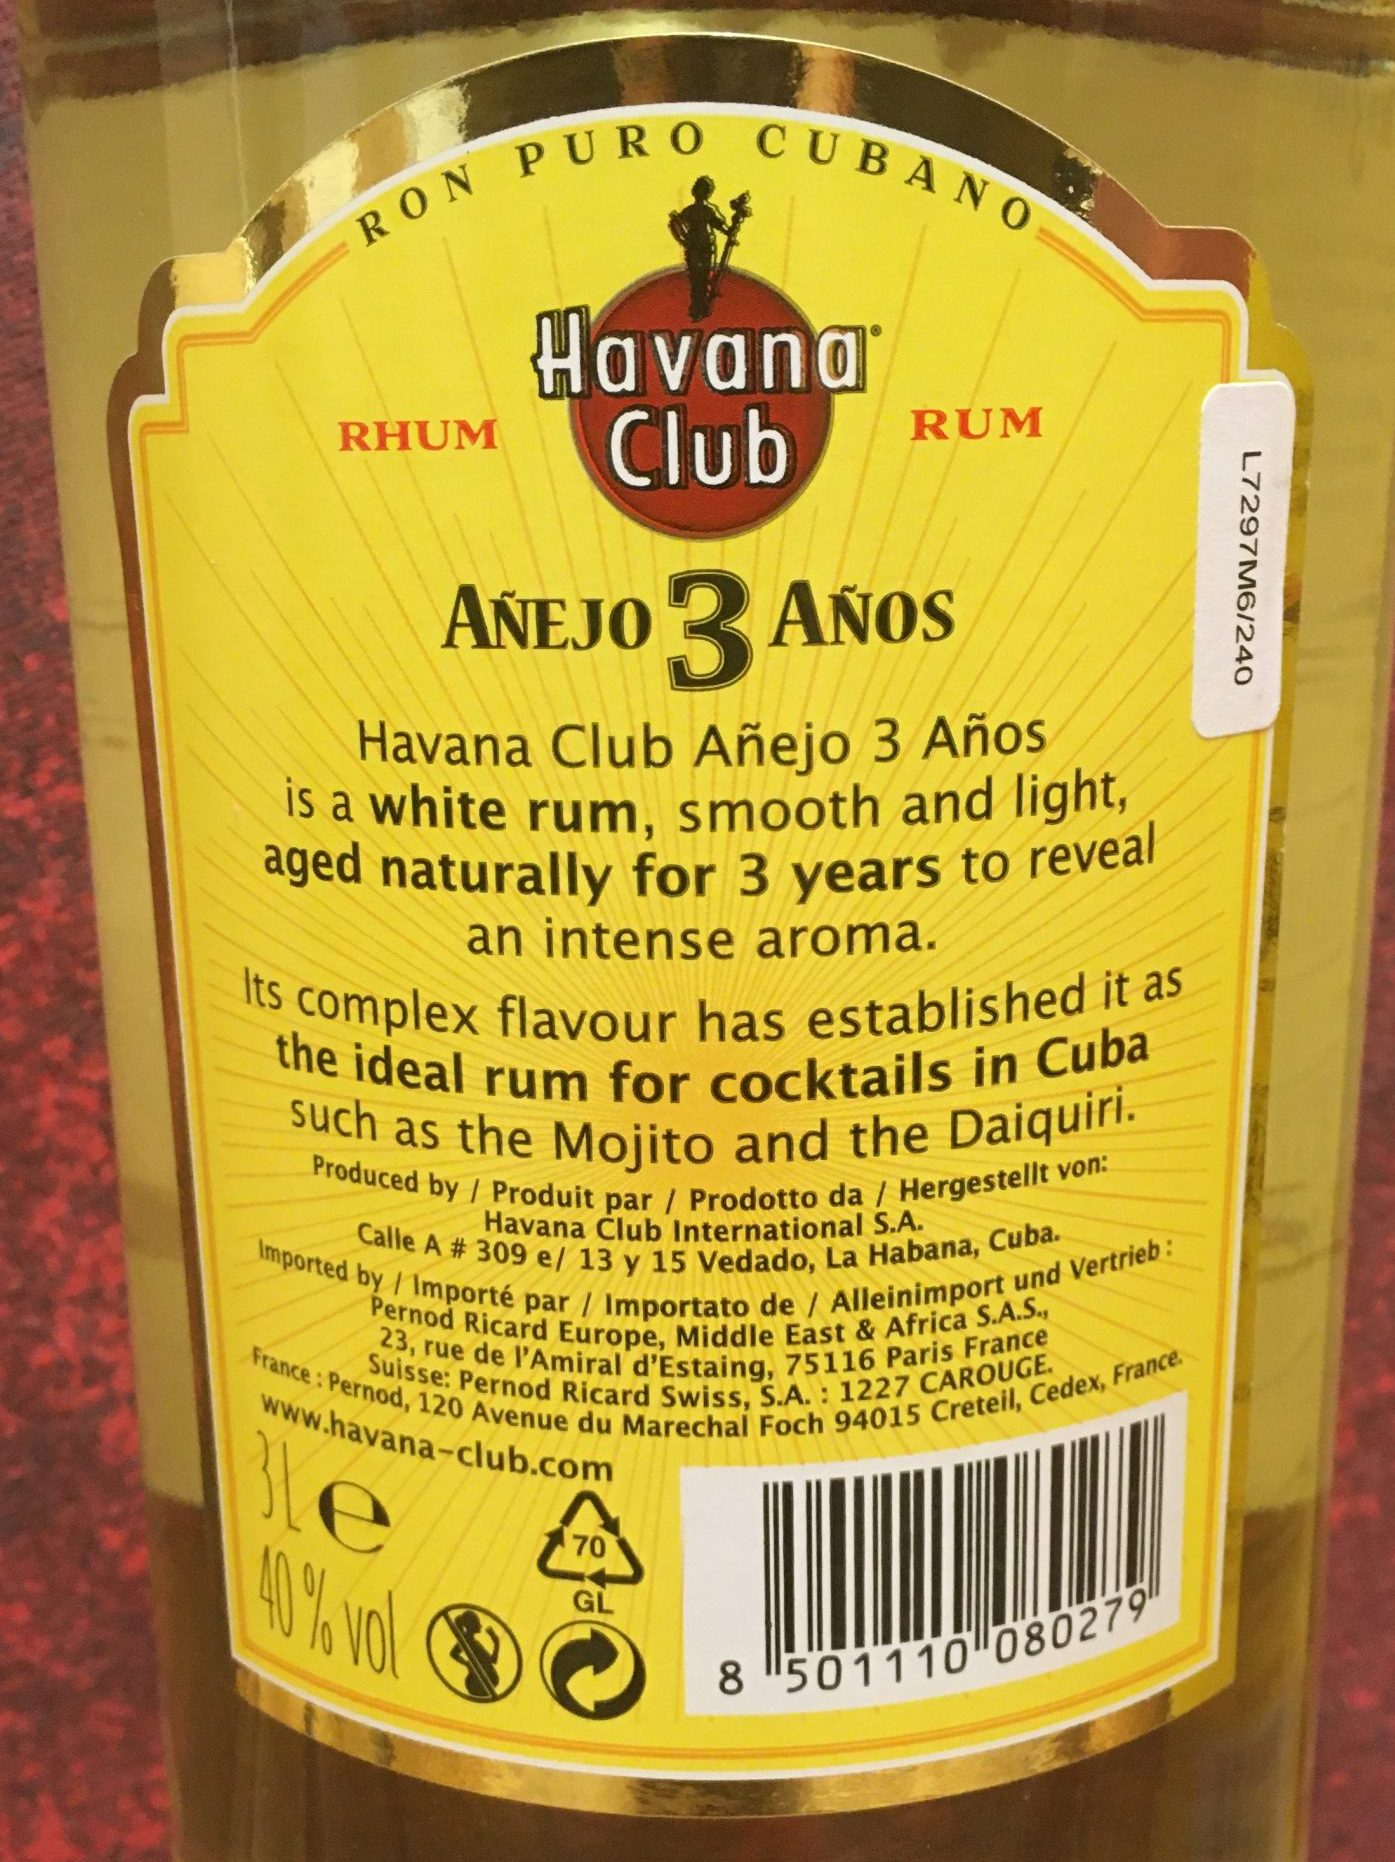 RON PURO CUBANO
Havana
Club
RHUM
RUM
AÑEJO 3 AÑOS
Havana Club Añejo 3 Años
is a white rum, smooth and light,
aged naturally for 3 years to reveal
an intense aroma.
Its complex flavour has established it as
the ideal rum for cocktails in Cuba
such as the Mojito and the Daiquiri.
Produced by / Produit par / Prodotto da / Hergestellt von:
Havana Club International S.A.
Calle A # 309 e/ 13 y 15 Vedado, La Habana, Cuba.
Imported by / Importé par / Importato de / Alleinimport und Vertrieb :
Pernod Ricard Europe, Middle East & Africa S.A.S.,
23, rue de l'Amiral d'Estaing, 75116 Paris France
Suisse: Pernod Ricard Swiss, S.A. : 1227 CAROUGE.
France : Pernod, 120 Avenue du Marechal Foch 94015 Creteil, Cedex, France.
www.havana-club.com
3L e
40 % vol
70
GL
8 501110 080279
L7297M6/240